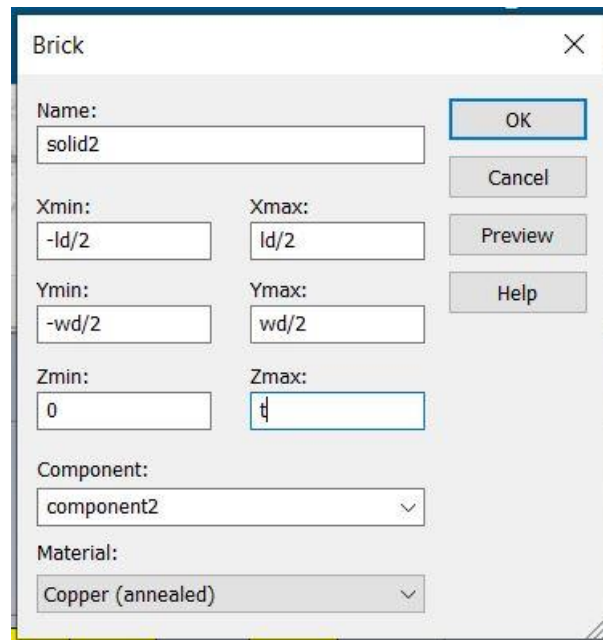 Brick
Name:
OK
solid2
Cancel
Xmin: Xmax:
-ld/2 ld/2
Preview
Ymin: Ymax:
Help
-wd/2 wd/2
Zmin: Zmax:
0 t
Component:
component2
Material:
Copper (annealed)